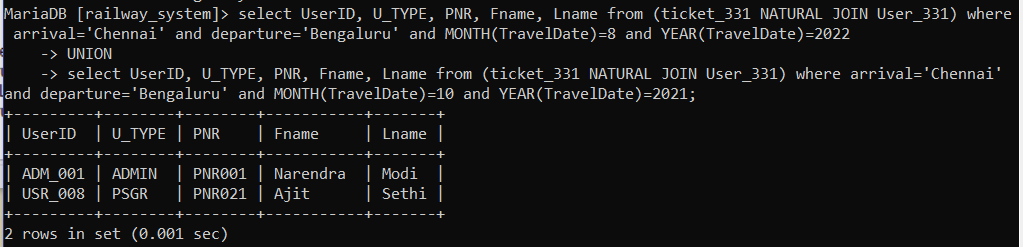 MariaDB [railway_system]> select UserID, U_TYPE, PNR, Fname, Lname from (ticket_331 NATURAL JOIN User_331) where
 arrival='Chennai' and departure='Bengaluru' and MONTH(TravelDate)=8 and YEAR(TravelDate)=2022
    -> UNION
    -> select UserID, U_TYPE, PNR, Fname, Lname from (ticket_331 NATURAL JOIN User_331) where arrival='Chennai'
and departure='Bengaluru' and MONTH(TravelDate)=10 and YEAR(TravelDate)=2021;
+---------+--------+--------+-----------+-------+
| UserID  | U_TYPE | PNR    | Fname     | Lname |
+---------+--------+--------+-----------+-------+
| ADM_001 | ADMIN  | PNR001 | Narendra  | Modi  |
| USR_008 | PSGR   | PNR021 | Ajit      | Sethi |
+---------+--------+--------+-----------+-------+
2 rows in set (0.001 sec)